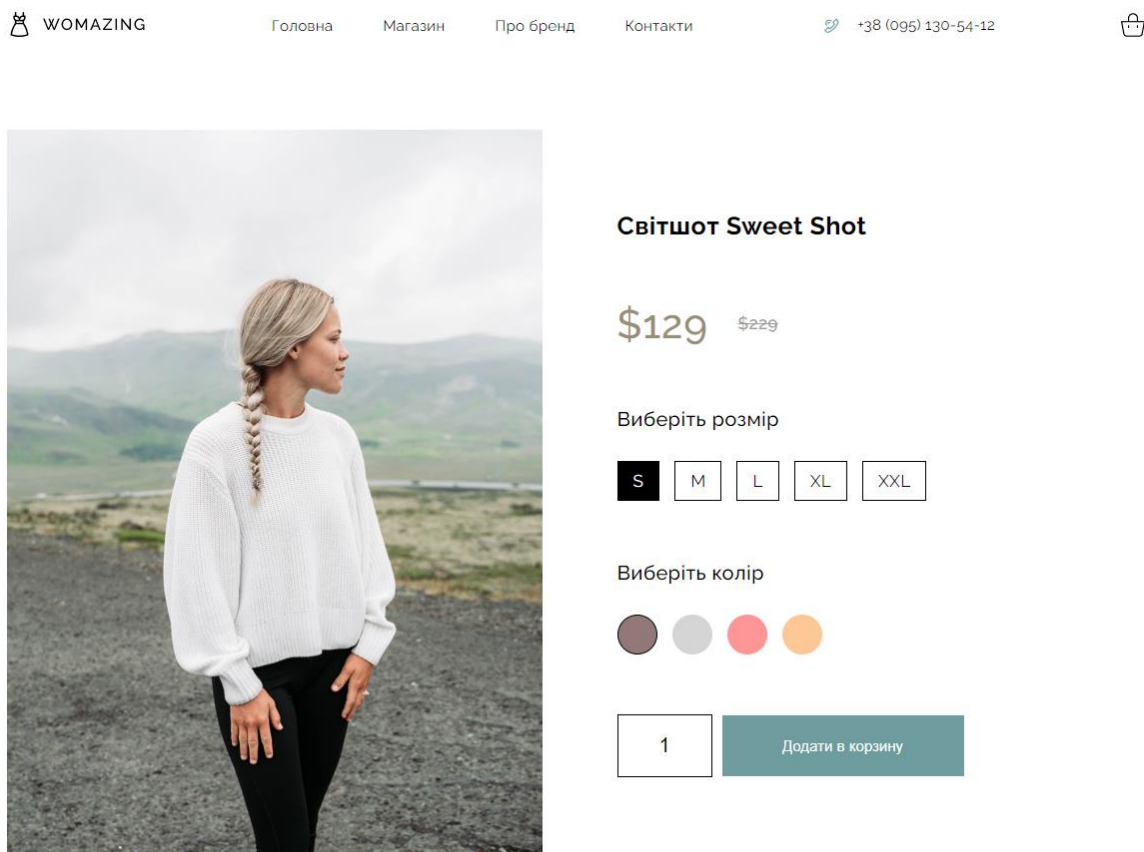 WOMAZING
Головна Магазин Про бренд Контакти
+38 (095) 130-54-12
Світшот Sweet Shot
$129 $229
Виберіть розмір
S M L XL XXL
Виберіть колір
1
Додати в корзину